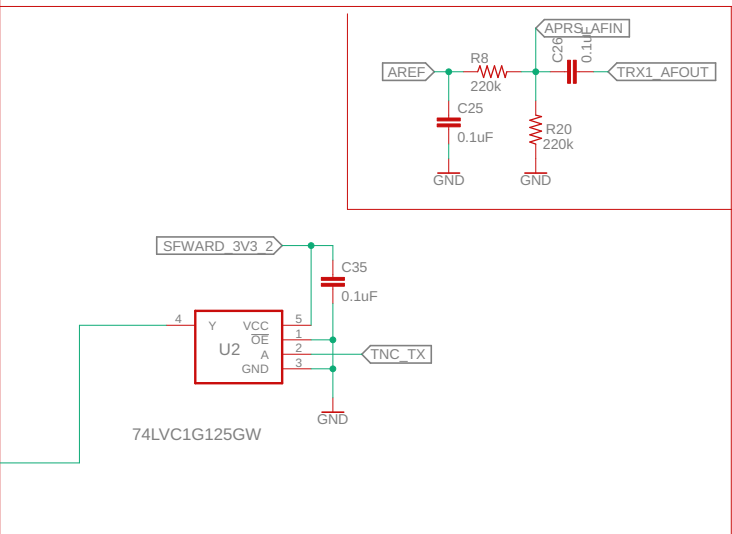 APRS_AFIN
C26
0.1uF
R8
AREF
220k
TRX1_AFOUT
C25
0.1uF
R20
220k
GND
GND
SFWARD_3V3_2
C35
0.1uF
4
Y
VCC
5
OE
1
U2
A
2
TNC_TX
GND
3
GND
74LVC1G125GW